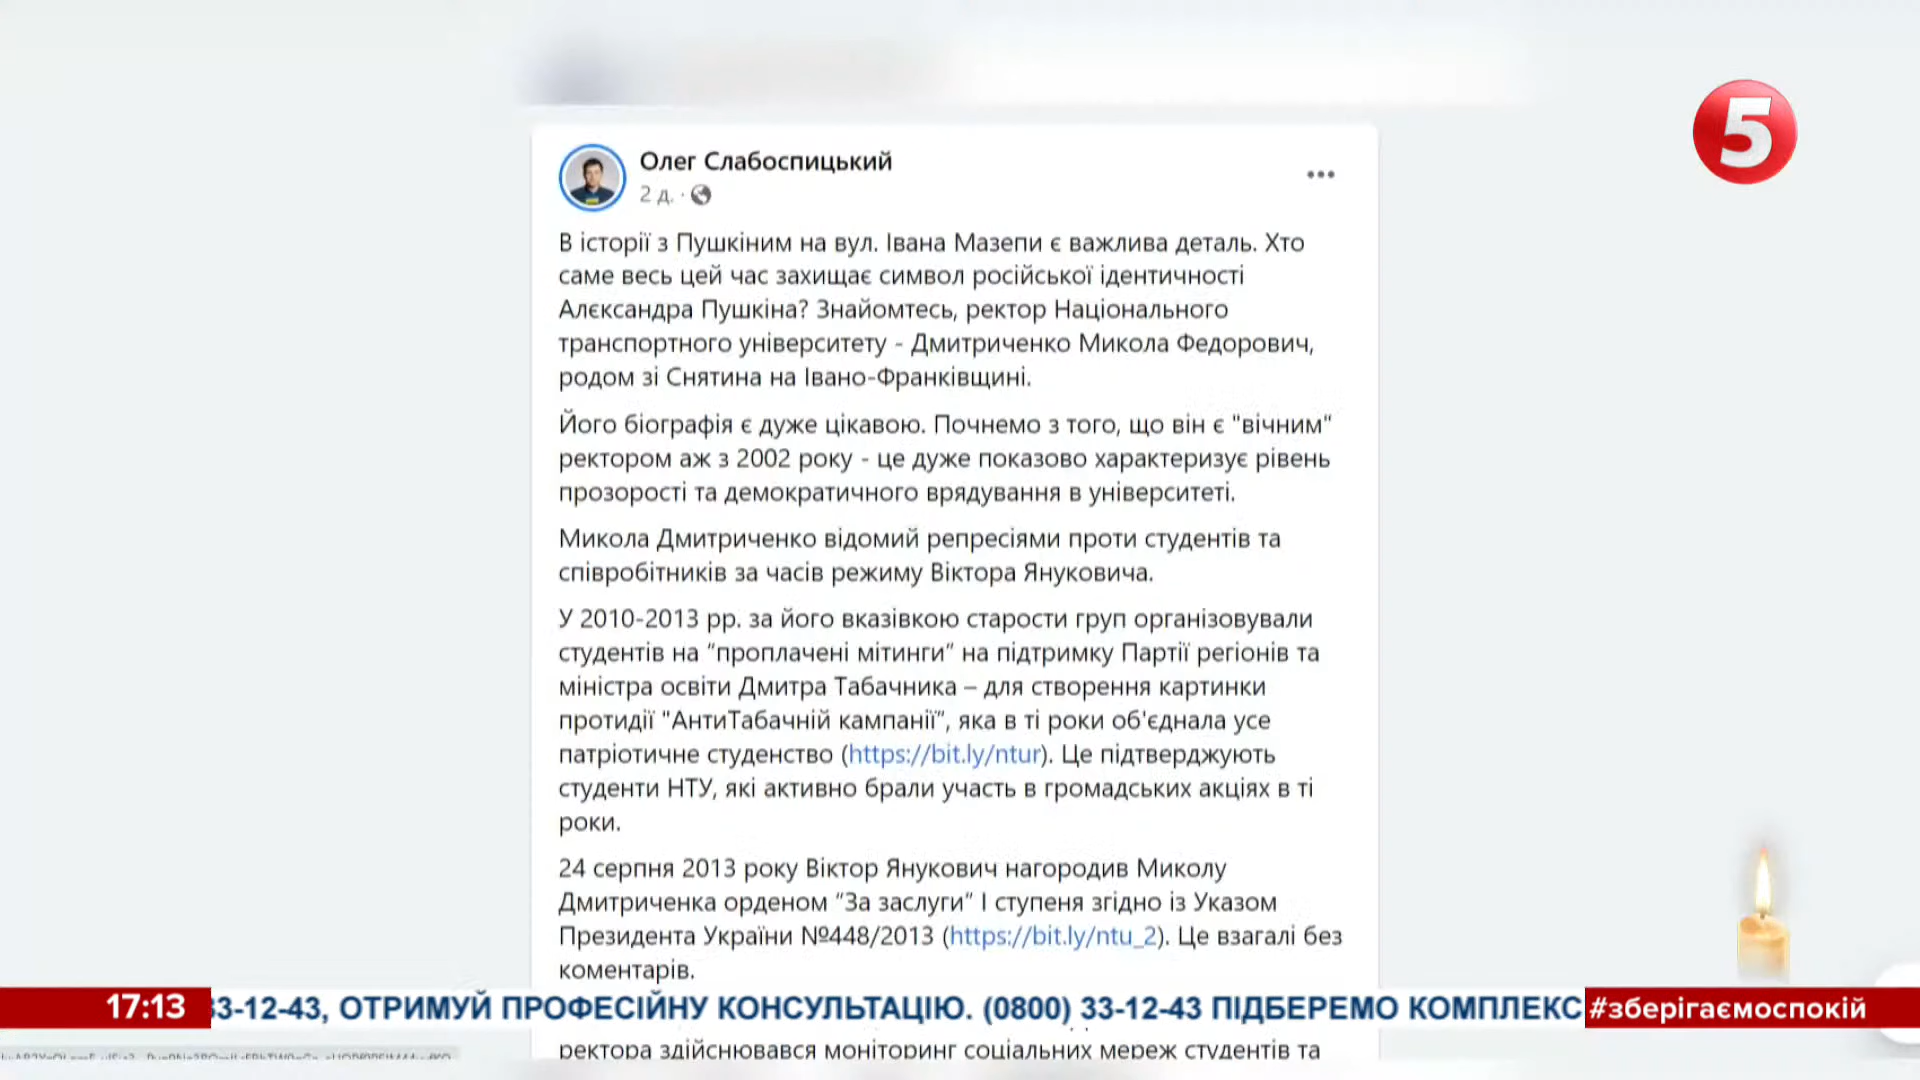 5
Олег Слабоспицький
2 д. ·
В історії з Пушкіним на вул. Івана Мазепи є важлива деталь. Хто
саме весь цей час захищає символ російської ідентичності
Алєксандра Пушкіна? Знайомтесь, ректор Національного
транспортного університету - Дмитриченко Микола Федорович,
родом зі Снятина на Івано-Франківщині.
Його біографія є дуже цікавою. Почнемо з того, що він є "вічним"
ректором аж з 2002 року - це дуже показово характеризує рівень
прозорості та демократичного врядування в університеті.
Микола Дмитриченко відомий репресіями проти студентів та
співробітників за часів режиму Віктора Януковича.
У 2010-2013 рр. за його вказівкою старости груп організовували
студентів на “проплачені мітинги” на підтримку Партії регіонів та
міністра освіти Дмитра Табачника – для створення картинки
протидії "АнтиТабачній кампанії”, яка в ті роки об'єднала усе
патріотичне студенство (https://bit.ly/ntur). Це підтверджують
студенти НТУ, які активно брали участь в громадських акціях в ті
роки.
24 серпня 2013 року Віктор Янукович нагородив Миколу
Дмитриченка орденом “За заслуги” І ступеня згідно із Указом
Президента України №448/2013 (https://bit.ly/ntu_2). Це взагалі без
коментарів.
17:13 33-12-43, ОТРИМУЙ ПРОФЕСІЙНУ КОНСУЛЬТАЦІЮ. (0800) 33-12-43 ПІДБЕРЕМО КОМПЛЕКС #зберігаємоспокій
ректора здійснювався моніторинг соціальних мереж студентів та